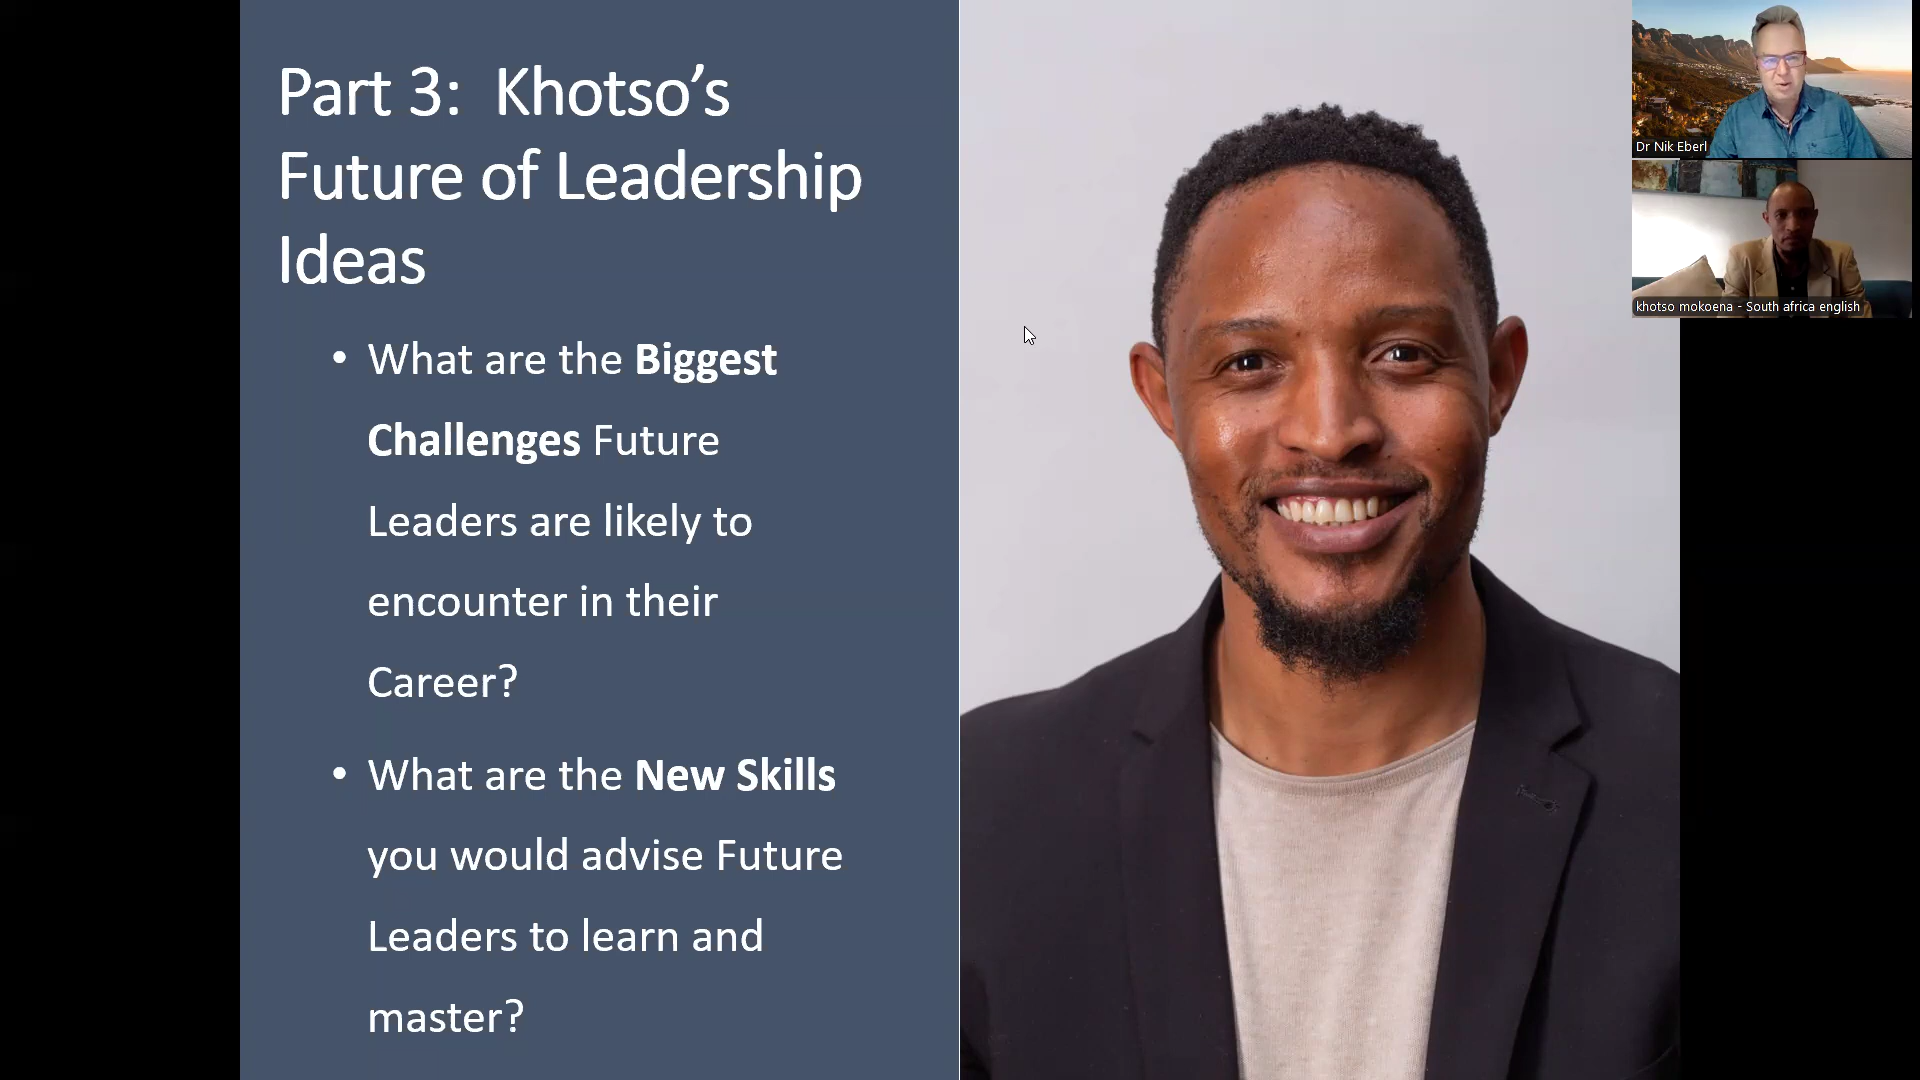 Part 3:  Khotso’s
Future of Leadership
Ideas
• What are the Biggest
Challenges Future
Leaders are likely to
encounter in their
Career?
• What are the New Skills
you would advise Future
Leaders to learn and
master?
Dr Nik Eberl
khotso mokoena - South africa english